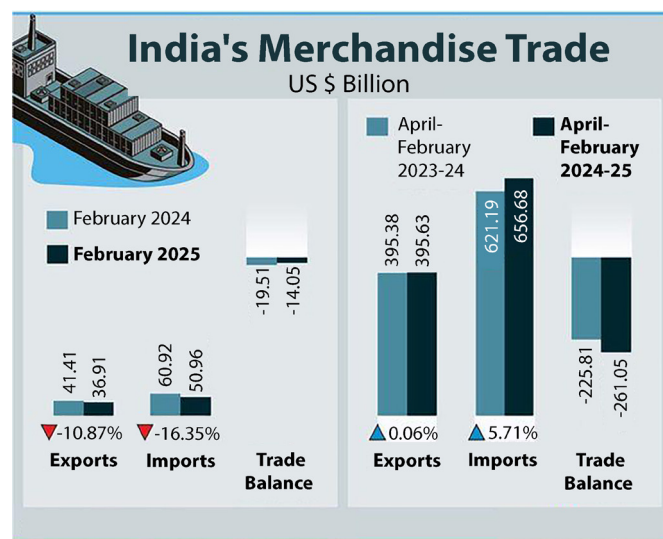 India's Merchandise Trade
US $ Billion
February 2024
February 2025
41.41
36.91
-10.87%
Exports
60.92
50.96
-16.35%
Imports
-19.51
-14.05
Trade
Balance
April-
February
2023-24
April-
February
2024-25
395.38
395.63
0.06%
Exports
621.19
656.68
5.71%
Imports
-225.81
-261.05
Trade
Balance